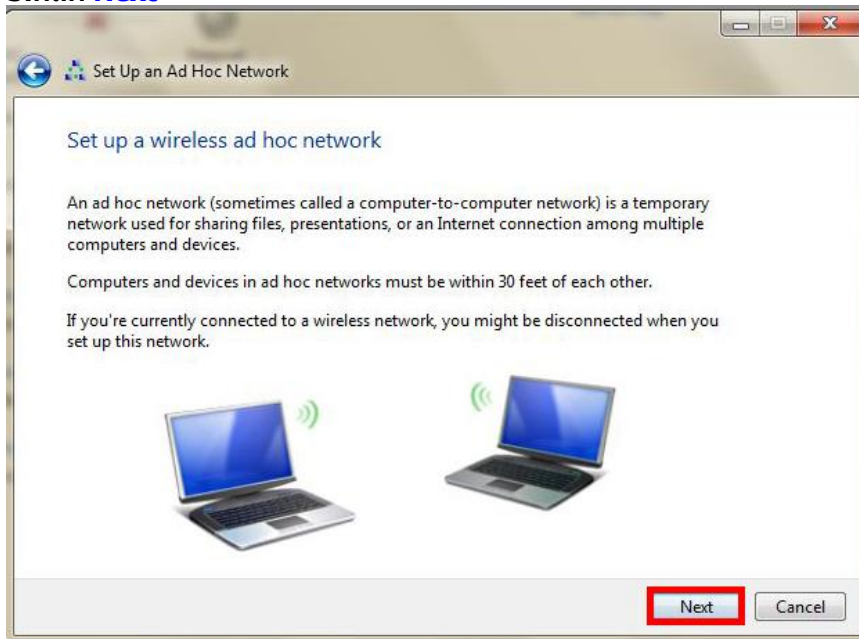 Set Up an Ad Hoc Network
Set up a wireless ad hoc network
An ad hoc network (sometimes called a computer-to-computer network) is a temporary
network used for sharing files, presentations, or an Internet connection among multiple
computers and devices.
Computers and devices in ad hoc networks must be within 30 feet of each other.
If you're currently connected to a wireless network, you might be disconnected when you
set up this network.
Next Cancel